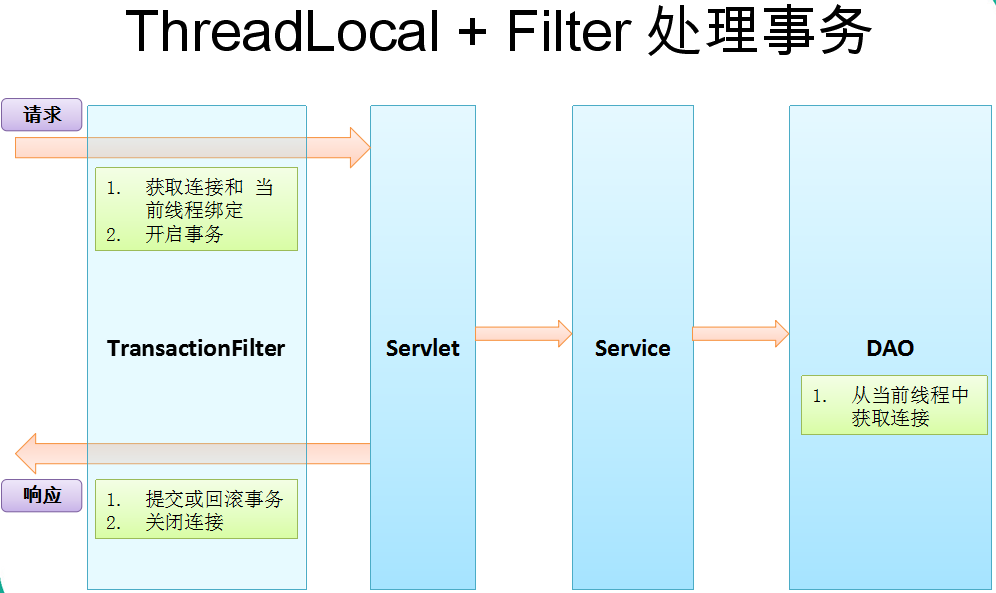 ThreadLocal + Filter 处理事务
请求
1. 获取连接和 当
前线程绑定
2. 开启事务
TransactionFilter
Servlet
Service
DAO
1. 从当前线程中
获取连接
响应
1. 提交或回滚事务
2. 关闭连接